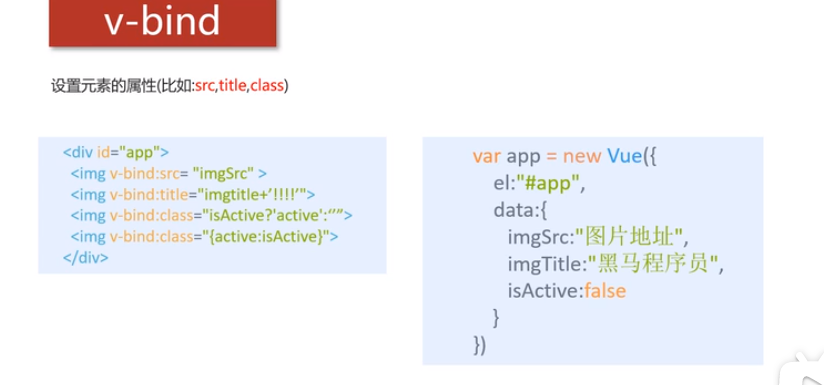 v-bind
设置元素的属性(比如:src,title,class)
<div id="app">
<img v-bind:src= "imgSrc" >
<img v-bind:title="imgtitle+’!!!!’">
<img v-bind:class="isActive?'active':‘’”>
<img v-bind:class="{active:isActive}">
</div>
var app = new Vue({
el:"#app",
data:{
imgSrc:"图片地址",
imgTitle:"黑马程序员",
isActive:false
}
})